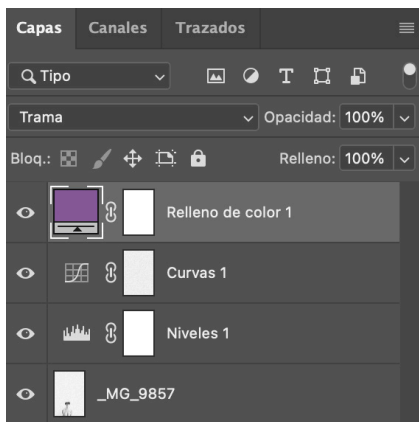 Capas Canales Trazados
Tipo
Trama Opacidad: 100%
Bloq.: Relleno: 100%
Relleno de color 1
Curvas 1
Niveles 1
_MG_9857